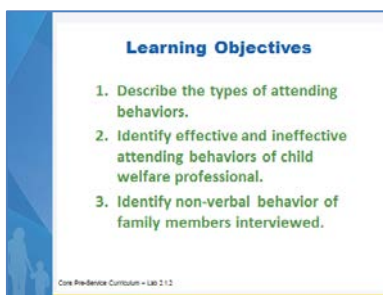 Learning Objectives
1. Describe the types of attending
behaviors.
2. Identify effective and ineffective
attending behaviors of child
welfare professional.
3. Identify non-verbal behavior of
family members interviewed.
Core Pre-Service Curriculum – Lab 2.1.2